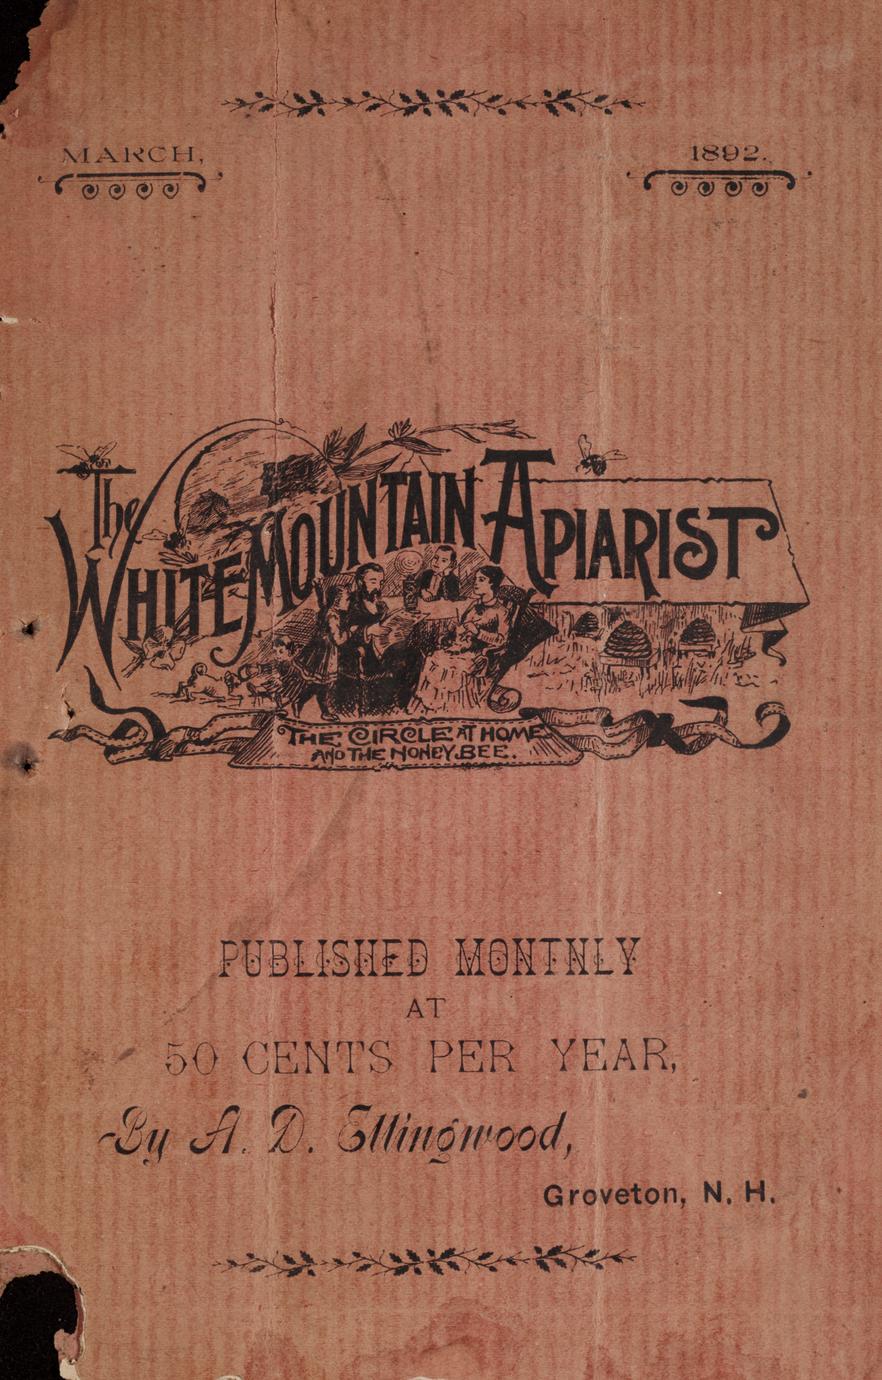 MARCH,
1892.
The
WHITE MOUNTAIN APIARIST
THE CIRCLE AT HOME
AND THE HONEY BEE.
PUBLISHED MONTHLY
AT
50 CENTS PER YEAR,
By A. D. Ellingwood,
Groveton, N. H.